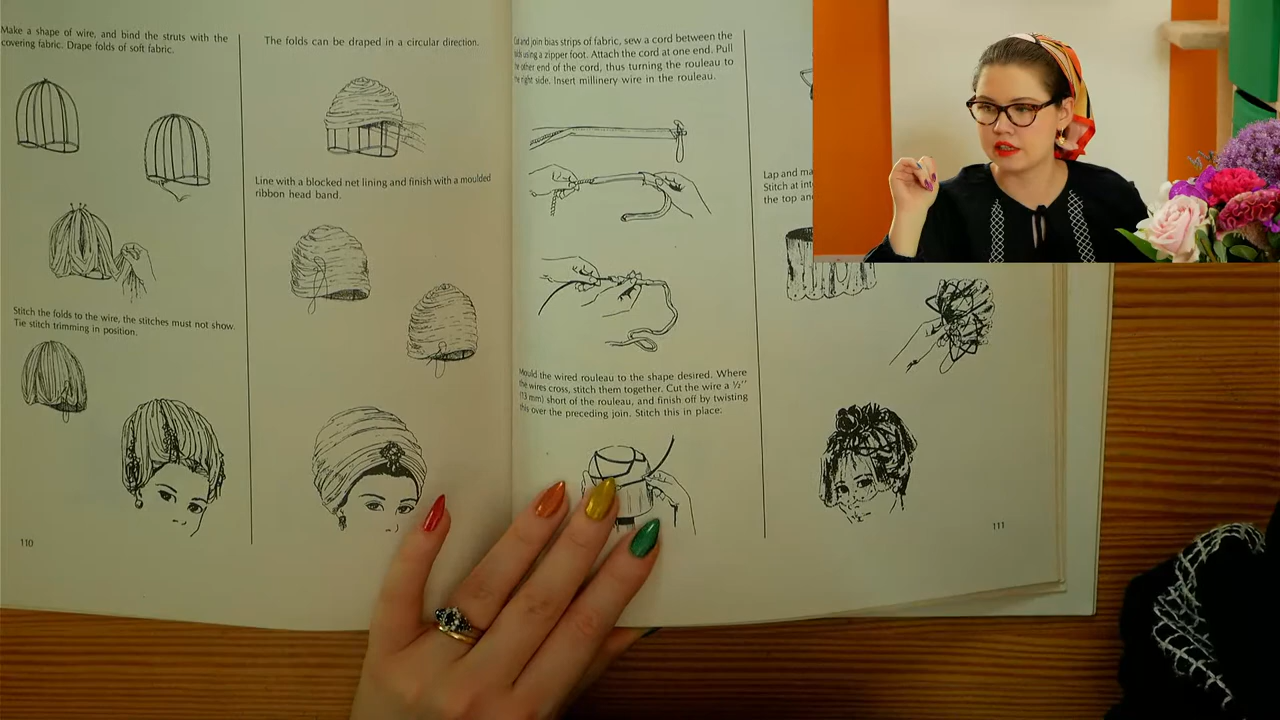 Make a shape of wire, and bind the struts with the
covering fabric. Drape folds of soft fabric.
Stitch the folds to the wire, the stitches must not show.
Tie stitch trimming in position.
110
The folds can be draped in a circular direction.
Line with a blocked net lining and finish with a moulded
ribbon head band.
and join bias strips of fabric, sew a cord between the
using a zipper foot. Attach the cord at one end. Pull
other end of the cord, thus turning the rouleau to
the right side. Insert millinery wire in the rouleau.
Mould the wired rouleau to the shape desired. Where
the wires cross, stitch them together. Cut the wire a ½"
(13 mm) short of the rouleau, and finish off by twisting
this over the preceding join. Stitch this in place:
Lap and
Stitch at
the top
111